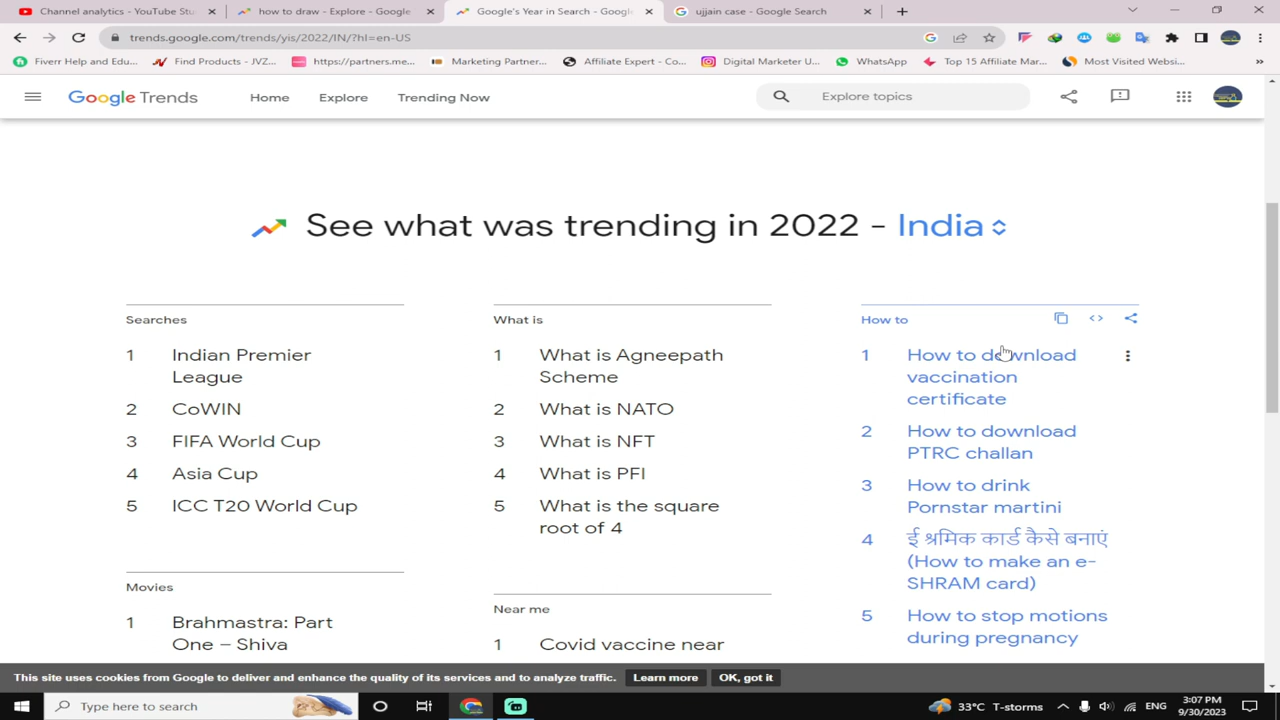 Channel analytics - YouTube Stu
how to draw - Explore - Google
Google's Year in Search - Google
ujjain case - Google Search
trends.google.com/trends/yis/2022/IN/?hl=en-US
Fiverr Help and Edu...
Find Products - JVZ...
https://partners.me...
Marketing Partner...
Affiliate Expert - Co...
Digital Marketer U...
WhatsApp
Top 15 Affiliate Mar...
Most Visited Websi...
Google Trends
Home
Explore
Trending Now
Explore topics
See what was trending in 2022 - India
Searches
1 Indian Premier
League
2 CoWIN
3 FIFA World Cup
4 Asia Cup
5 ICC T20 World Cup
What is
1 What is Agneepath
Scheme
2 What is NATO
3 What is NFT
4 What is PFI
5 What is the square
root of 4
How to
1 How to download
vaccination
certificate
2 How to download
PTRC challan
3 How to drink
Pornstar martini
4 ई श्रमिक कार्ड कैसे बनाएं
(How to make an e-
SHRAM card)
5 How to stop motions
during pregnancy
Movies
1 Brahmastra: Part
One – Shiva
Near me
1 Covid vaccine near
This site uses cookies from Google to deliver and enhance the quality of its services and to analyze traffic.
Learn more
OK, got it
Type here to search
33°C T-storms
ENG
3:07 PM
9/30/2023